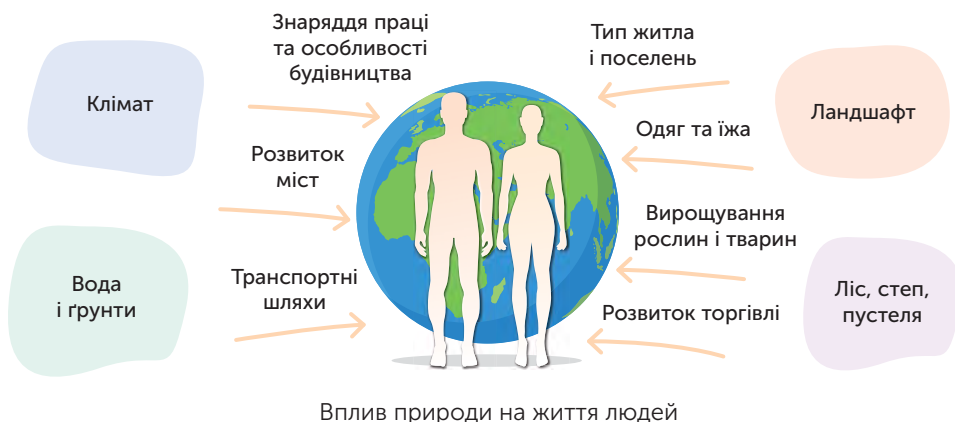 Знаряддя праці
та особливості
будівництва
Тип житла
і поселень
Клімат
Ландшафт
Одяг та їжа
Розвиток
міст
Вирощування
рослин і тварин
Вода
і ґрунти
Транспортні
шляхи
Ліс, степ,
пустеля
Розвиток торгівлі
Вплив природи на життя людей